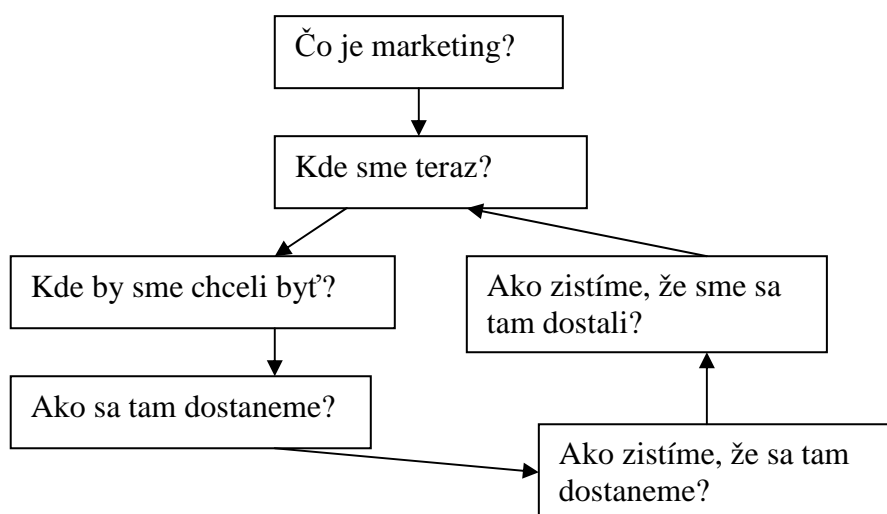 Čo je marketing?
Kde sme teraz?
Kde by sme chceli byť?
Ako zistíme, že sme sa
tam dostali?
Ako sa tam dostaneme?
Ako zistíme, že sa tam
dostaneme?